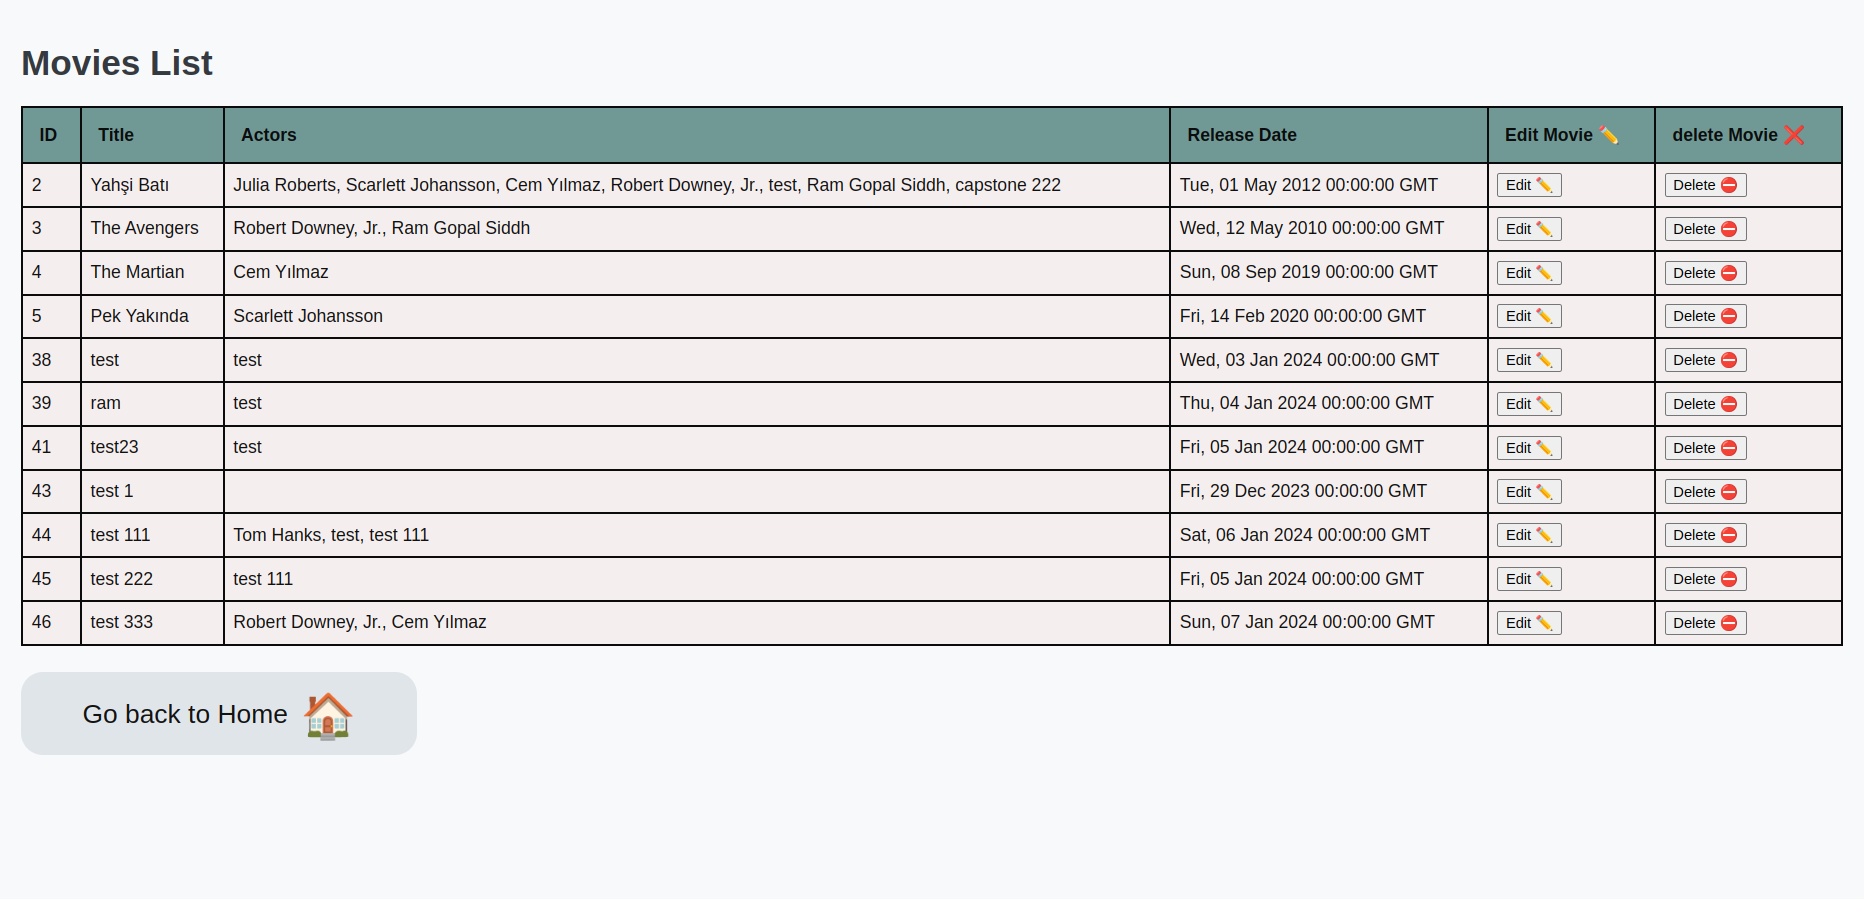 Movies List
ID Title Actors Release Date Edit Movie ✏️ delete Movie ❌
2 Yahşi Batı Julia Roberts, Scarlett Johansson, Cem Yılmaz, Robert Downey, Jr., test, Ram Gopal Siddh, capstone 222 Tue, 01 May 2012 00:00:00 GMT Edit ✏️ Delete ⛔
3 The Avengers Robert Downey, Jr., Ram Gopal Siddh Wed, 12 May 2010 00:00:00 GMT Edit ✏️ Delete ⛔
4 The Martian Cem Yılmaz Sun, 08 Sep 2019 00:00:00 GMT Edit ✏️ Delete ⛔
5 Pek Yakında Scarlett Johansson Fri, 14 Feb 2020 00:00:00 GMT Edit ✏️ Delete ⛔
38 test test Wed, 03 Jan 2024 00:00:00 GMT Edit ✏️ Delete ⛔
39 ram test Thu, 04 Jan 2024 00:00:00 GMT Edit ✏️ Delete ⛔
41 test23 test Fri, 05 Jan 2024 00:00:00 GMT Edit ✏️ Delete ⛔
43 test 1 Fri, 29 Dec 2023 00:00:00 GMT Edit ✏️ Delete ⛔
44 test 111 Tom Hanks, test, test 111 Sat, 06 Jan 2024 00:00:00 GMT Edit ✏️ Delete ⛔
45 test 222 test 111 Fri, 05 Jan 2024 00:00:00 GMT Edit ✏️ Delete ⛔
46 test 333 Robert Downey, Jr., Cem Yılmaz Sun, 07 Jan 2024 00:00:00 GMT Edit ✏️ Delete ⛔
Go back to Home 🏠